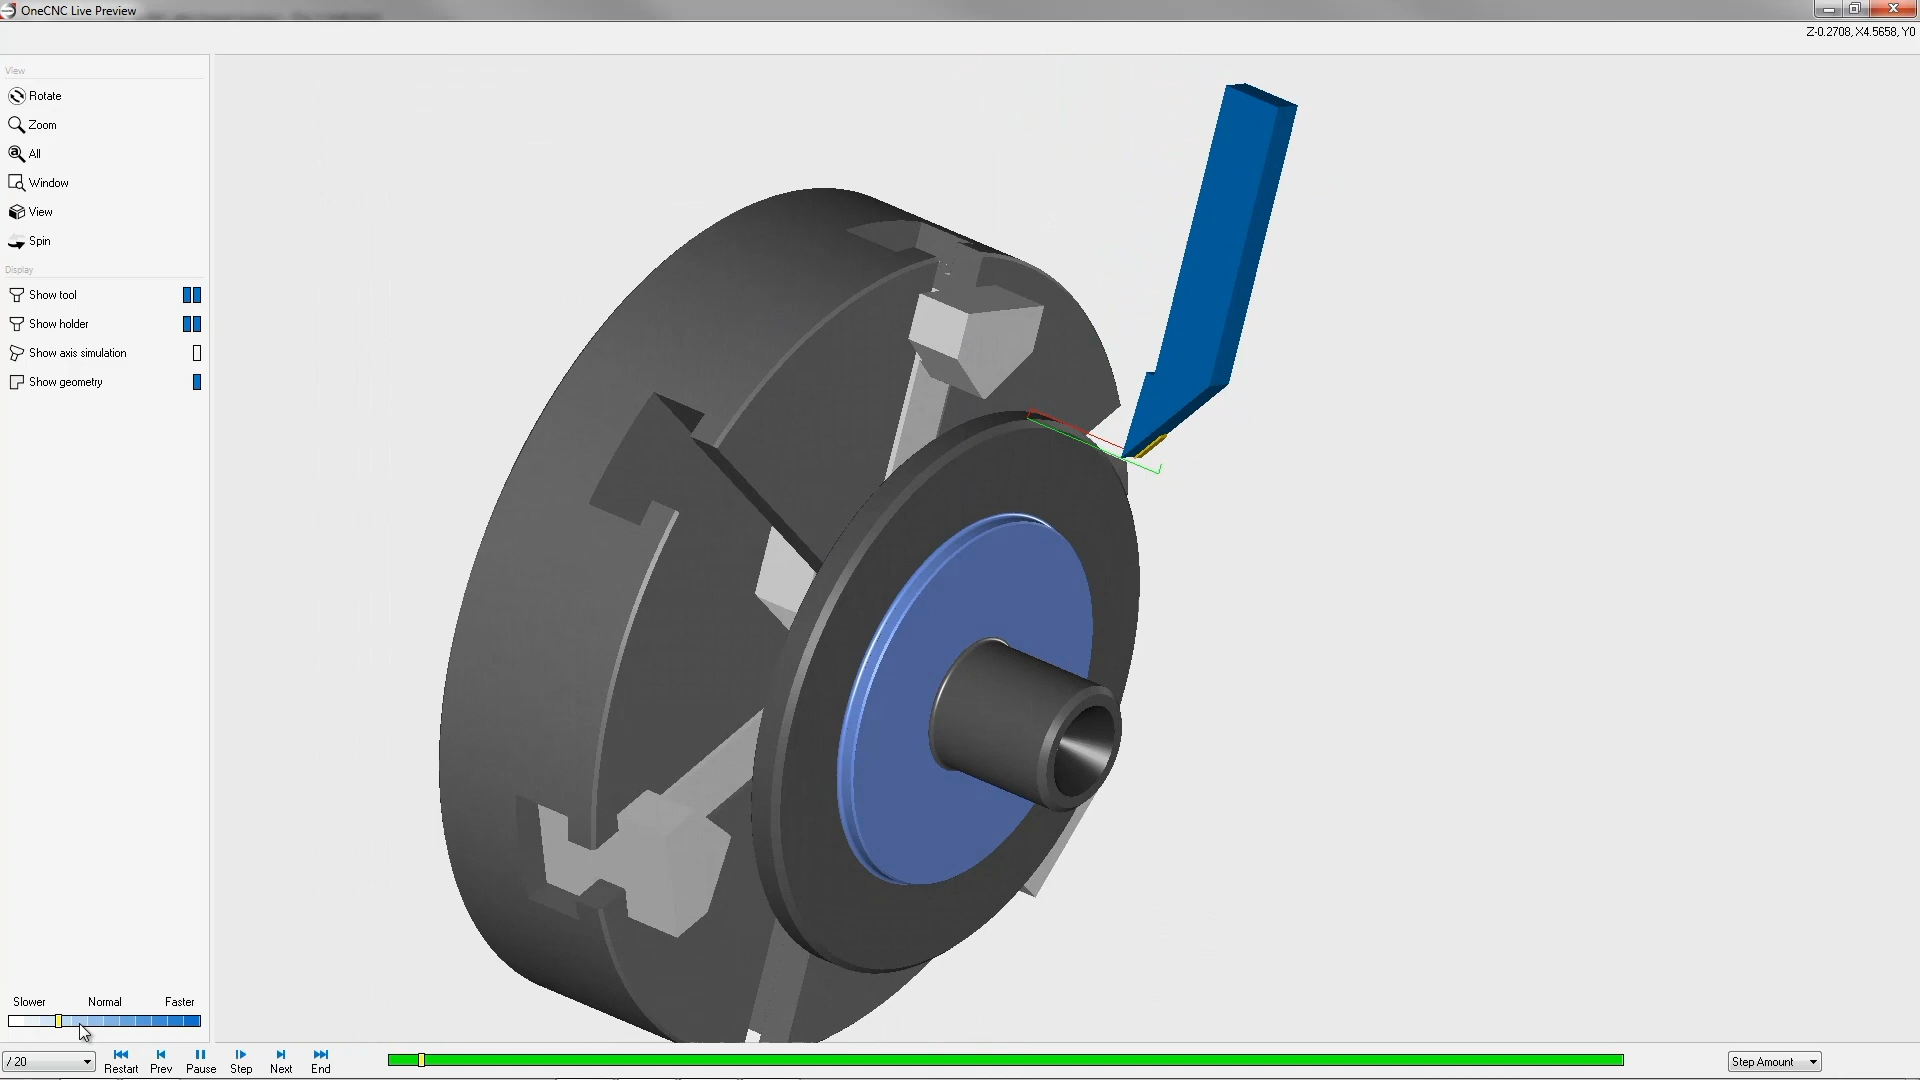 OneCNC Live Preview
Z-0.2708, X4.5658, Y0
View
Rotate
Zoom
All
Window
View
Spin
Display
Show tool
Show holder
Show axis simulation
Show geometry
Slower Normal Faster
/ 20
Restart Prev Pause Step Next End
Step Amount